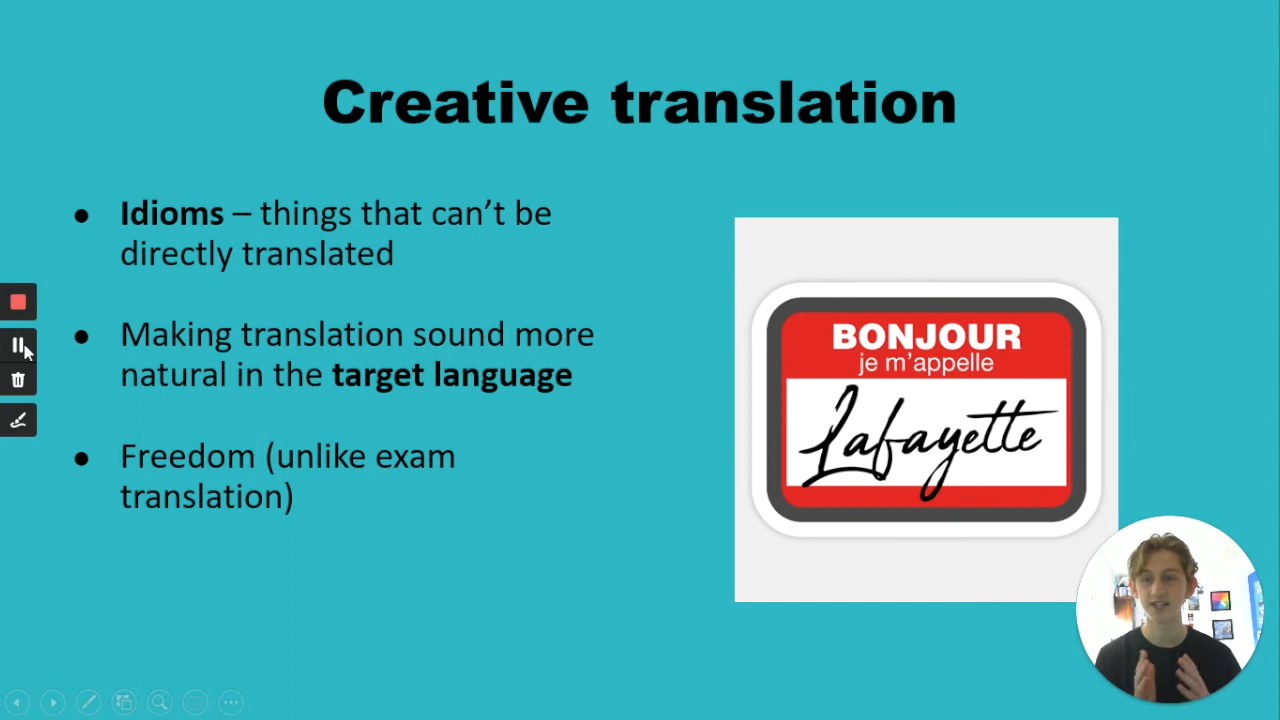 Creative translation
● Idioms – things that can't be
directly translated
● Making translation sound more
natural in the target language
● Freedom (unlike exam
translation)
BONJOUR
je m'appelle
Lafayette